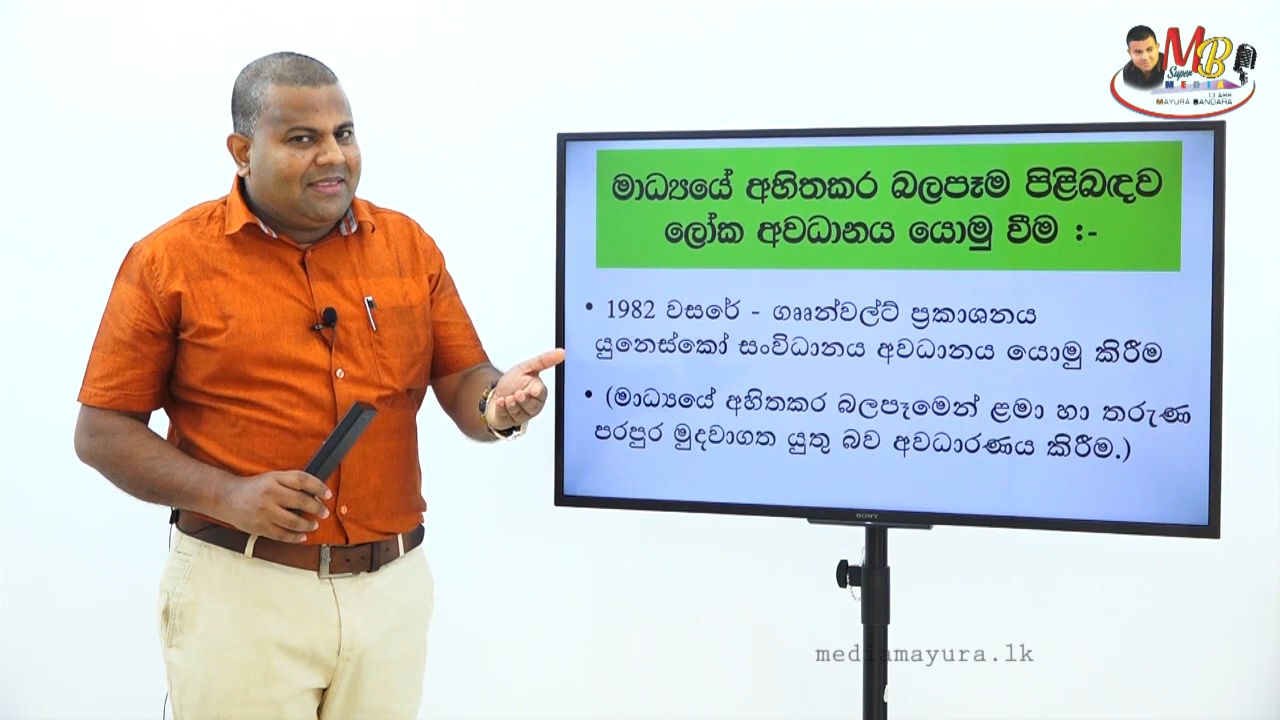 MB
Super
MEDIA
MAYURA BANDARA
මාධ්‍යයේ අහිතකර බලපෑම පිළිබඳව
ලෝක අවධානය යොමු වීම :-
• 1982 වසරේ - ගෲන්වල්ට් ප්‍රකාශනය
යුනෙස්කෝ සංවිධානය අවධානය යොමු කිරීම
• (මාධ්‍යයේ අහිතකර බලපෑමෙන් ළමා හා තරුණ
පරපුර මුදවාගත යුතු බව අවධාරණය කිරීම.)
SONY
mediamayura.lk